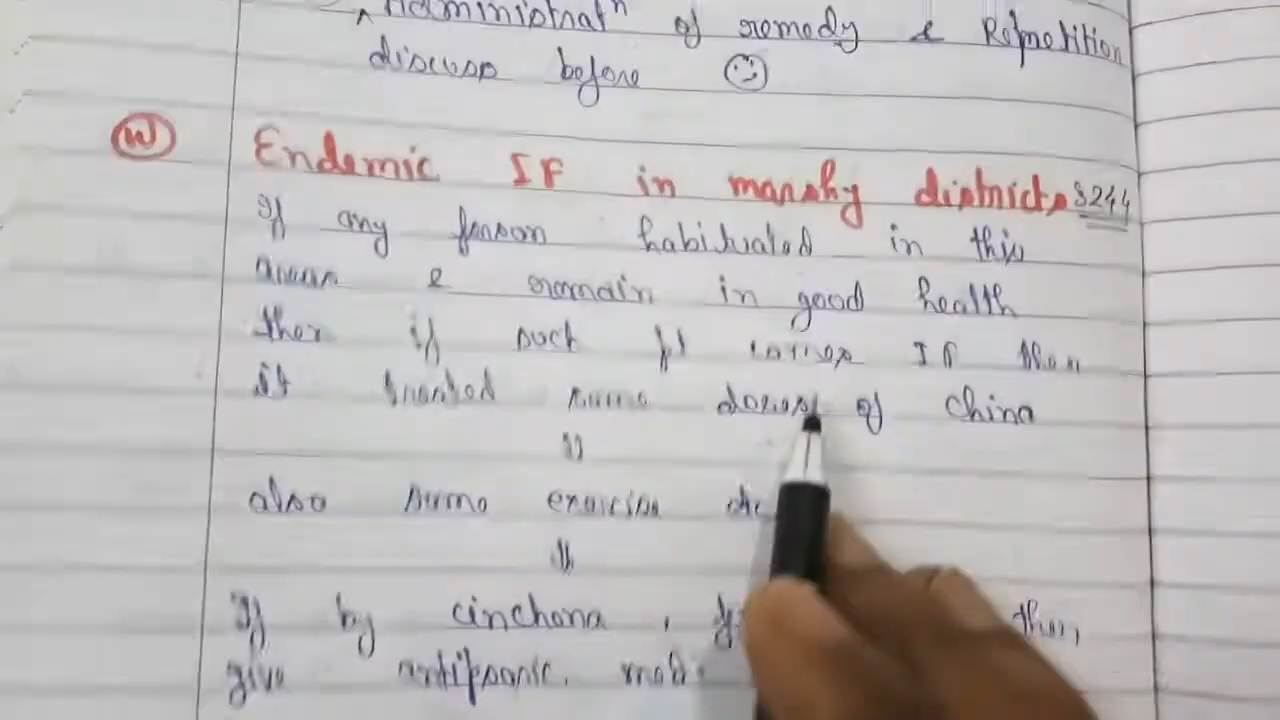 Administratⁿ of remedy & Repetition
discuss before
Endemic IF in marshy districts §244
If any person habituated in this
areas & remain in good health
then if such pt IF then
it treated some doses of China
also some exercise
If by cinchona, then,
give antipsoric